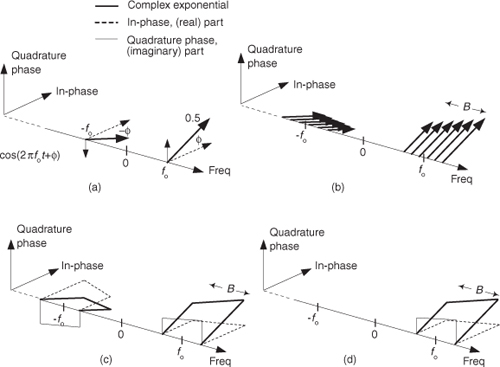 Complex exponential
In-phase, (real) part
Quadrature phase,
(imaginary) part
Quadrature
phase
In-phase
0.5
-fo
-ϕ
ϕ
cos(2πfot+ϕ)
0
fo
Freq
(a)
Quadrature
phase
In-phase
B
-fo
0
fo
Freq
(b)
Quadrature
phase
In-phase
B
-fo
0
fo
Freq
(c)
Quadrature
phase
In-phase
B
-fo
0
fo
Freq
(d)